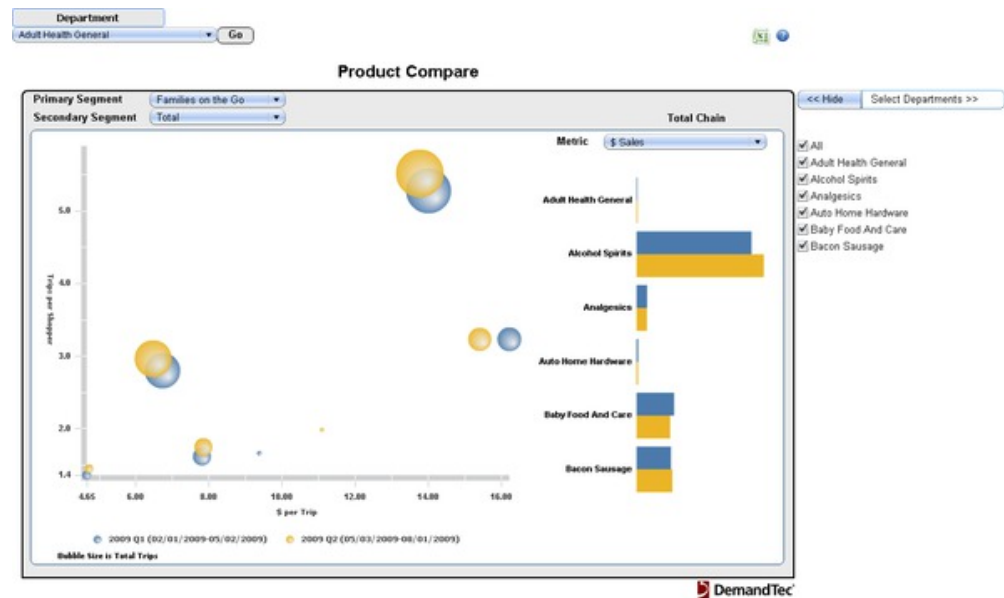 Department
Adult Health General
Go
Product Compare
Primary Segment Families on the Go
Secondary Segment Total
Total Chain
<< Hide Select Departments >>
Metric $ Sales
All
Adult Health General
Alcohol Spirits
Analgesics
Auto Home Hardware
Baby Food And Care
Bacon Sausage
Trips per Shopper
5.0
4.0
3.0
2.0
1.4
4.65 6.00 8.00 10.00 12.00 14.00 16.00
$ per Trip
Adult Health General
Alcohol Spirits
Analgesics
Auto Home Hardware
Baby Food And Care
Bacon Sausage
2009 Q1 (02/01/2009-05/02/2009) 2009 Q2 (05/03/2009-08/01/2009)
Bubble Size is Total Trips
DemandTec